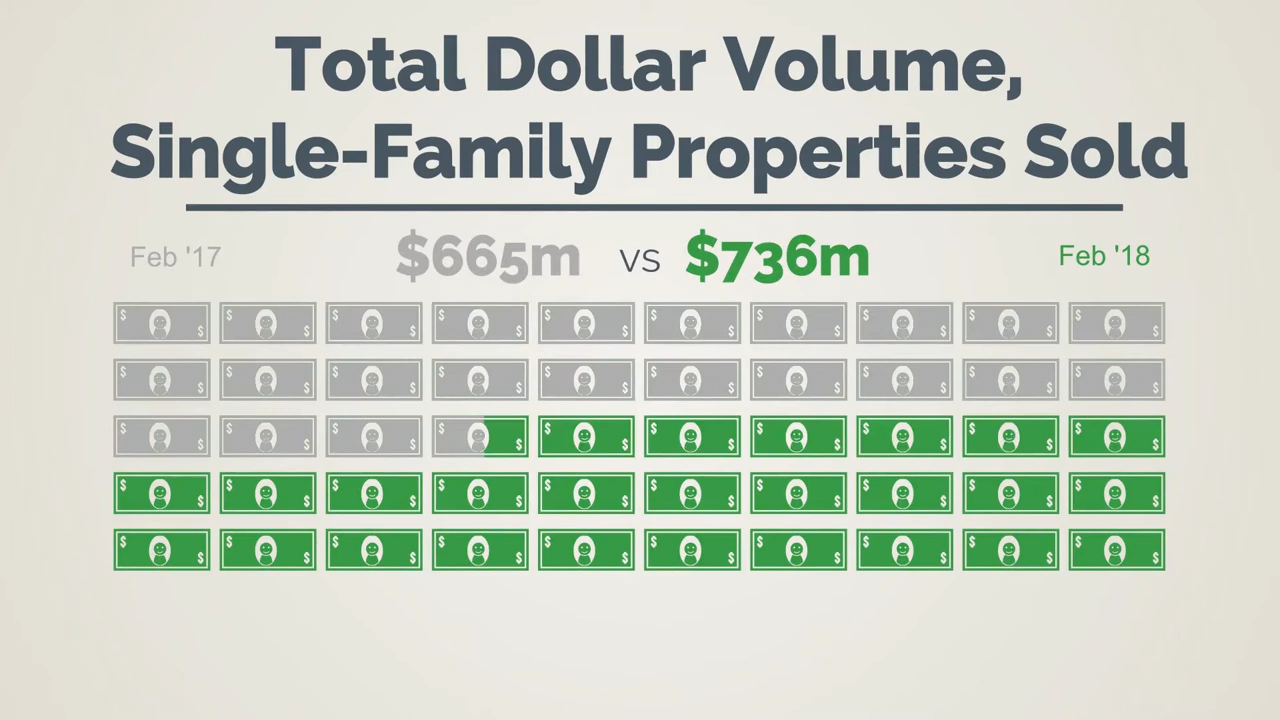 Total Dollar Volume,
Single-Family Properties Sold
Feb '17 $665m vs $736m Feb '18